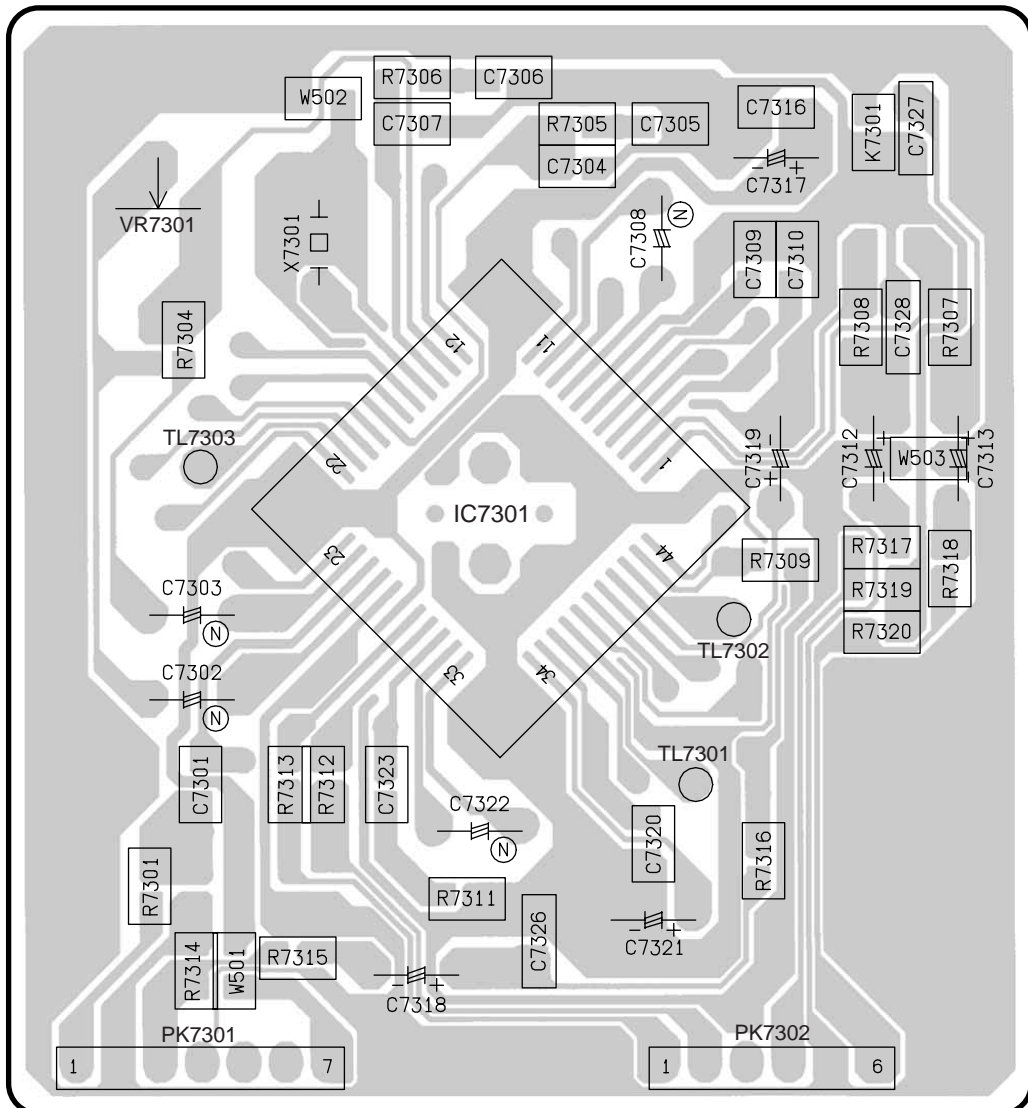 R7306
C7306
W502
C7316
C7327
K7301
C7307
R7305
C7305
C7304
- +
C7317
VR7301
X7301
C7308
N
C7309
C7310
R7304
R7308
C7328
R7307
12
11
TL7303
22
1
C7319
-
+
C7312
+
-
W503
C7313
+
-
IC7301
23
44
R7309
R7317
R7318
R7319
R7320
C7303
N
TL7302
C7302
N
33
34
TL7301
C7301
R7313
R7312
C7323
C7322
N
C7320
R7316
R7301
R7311
C7326
- +
C7321
R7314
W501
R7315
- +
C7318
PK7301
PK7302
1 7
1 6